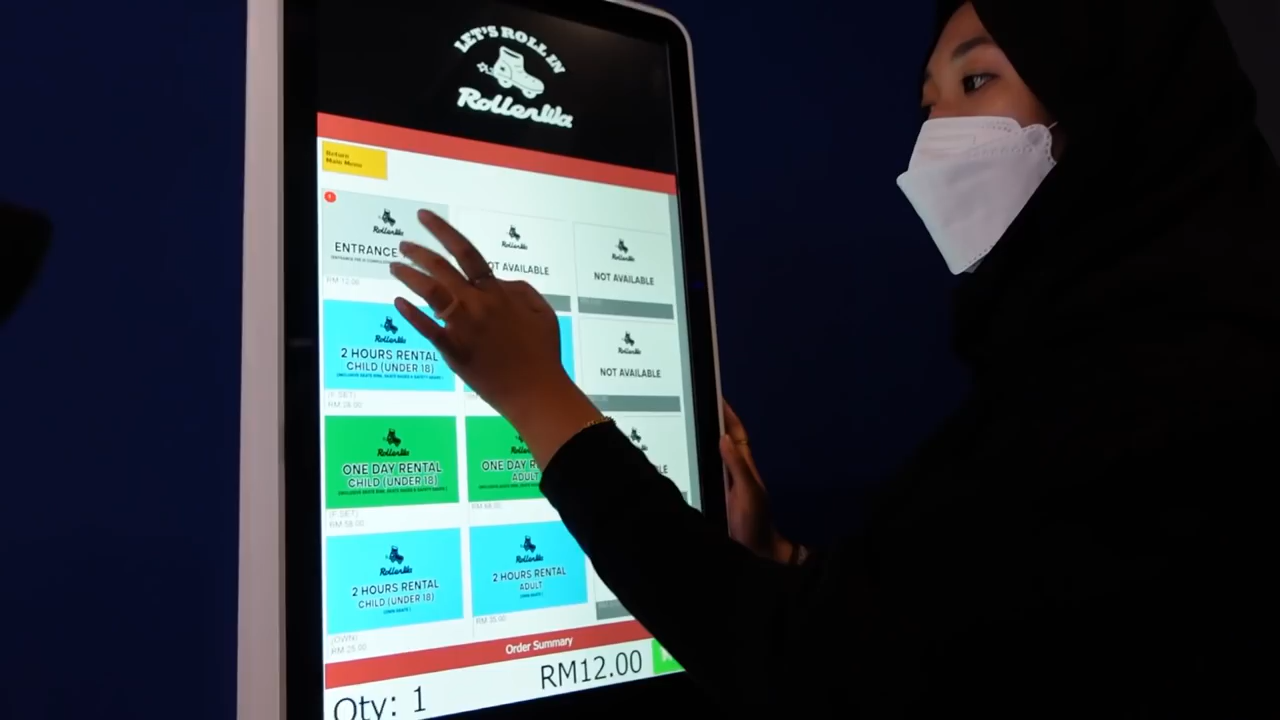 LET'S ROLL IN
RollerWa
Return
Main Menu
RollerWa
ENTRANCE
RM 12.00
RollerWa
NOT AVAILABLE
RollerWa
NOT AVAILABLE
RollerWa
2 HOURS RENTAL
CHILD (UNDER 18)
(F.SET)
RollerWa
NOT AVAILABLE
RollerWa
ONE DAY RENTAL
CHILD (UNDER 18)
(F.SET)
RM 58.00
ONE DAY
ADULT
RM 68.00
RollerWa
2 HOURS RENTAL
CHILD (UNDER 18)
(OWN)
RM 25.00
RollerWa
2 HOURS RENTAL
ADULT
RM 35.00
Order Summary
Qty: 1
RM12.00